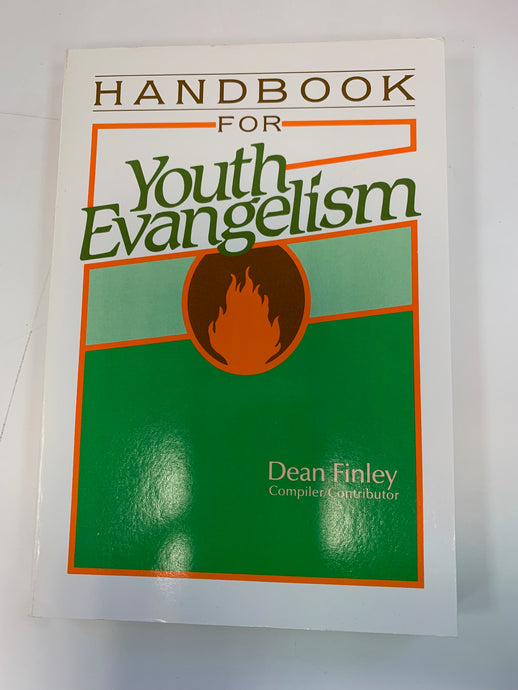 HANDBOOK
FOR
Youth
Evangelism
Dean Finley
Compiler/Contributor